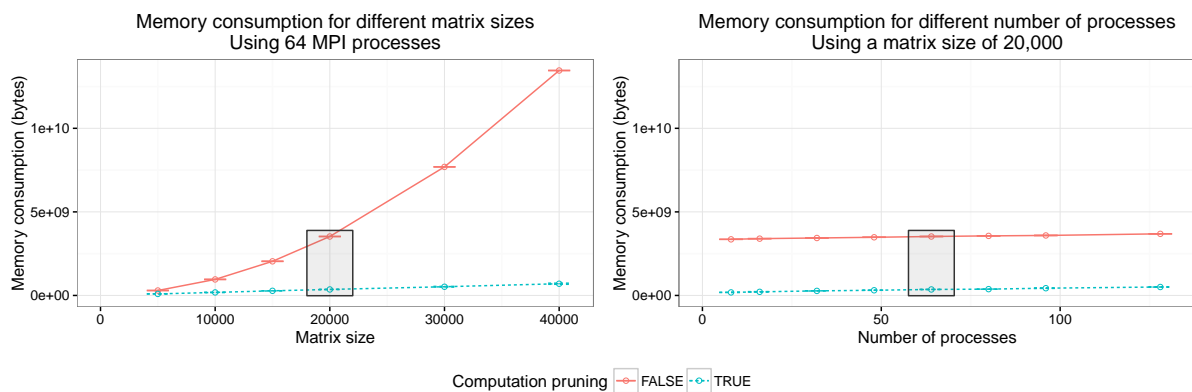 Memory consumption for different matrix sizes
Using 64 MPI processes
Memory consumption (bytes)
1e+10
5e+09
0e+00
0 10000 20000 30000 40000
Matrix size
Memory consumption for different number of processes
Using a matrix size of 20,000
Memory consumption (bytes)
1e+10
5e+09
0e+00
0 50 100
Number of processes
Computation pruning FALSE TRUE